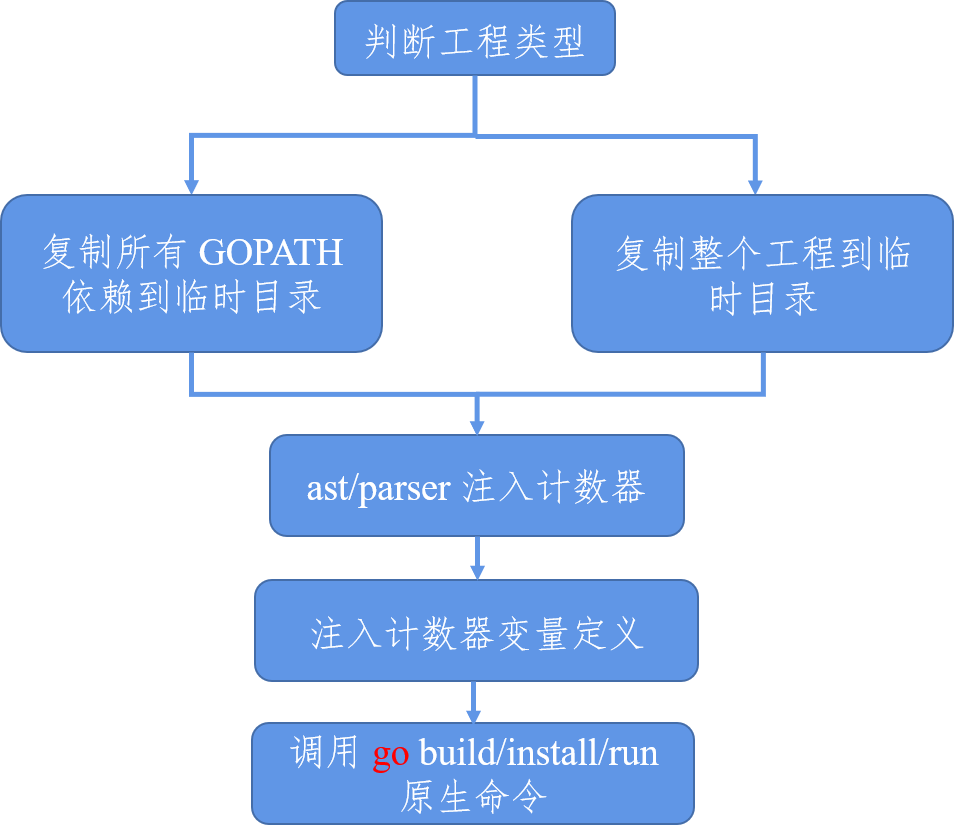 判断工程类型
复制所有 GOPATH
依赖到临时目录
复制整个工程到临
时目录
ast/parser 注入计数器
注入计数器变量定义
调用 go build/install/run
原生命令